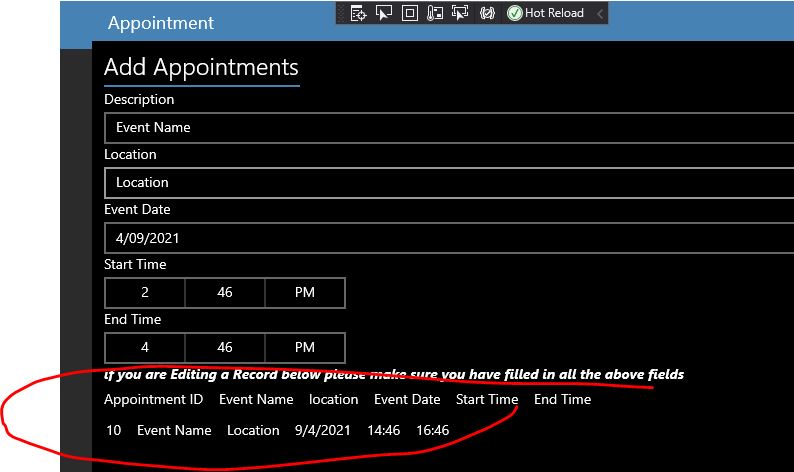 Appointment
Hot Reload
Add Appointments
Description
Event Name
Location
Location
Event Date
4/09/2021
Start Time
2 46 PM
End Time
4 46 PM
If you are Editing a Record below please make sure you have filled in all the above fields
Appointment ID Event Name location Event Date Start Time End Time
10 Event Name Location 9/4/2021 14:46 16:46